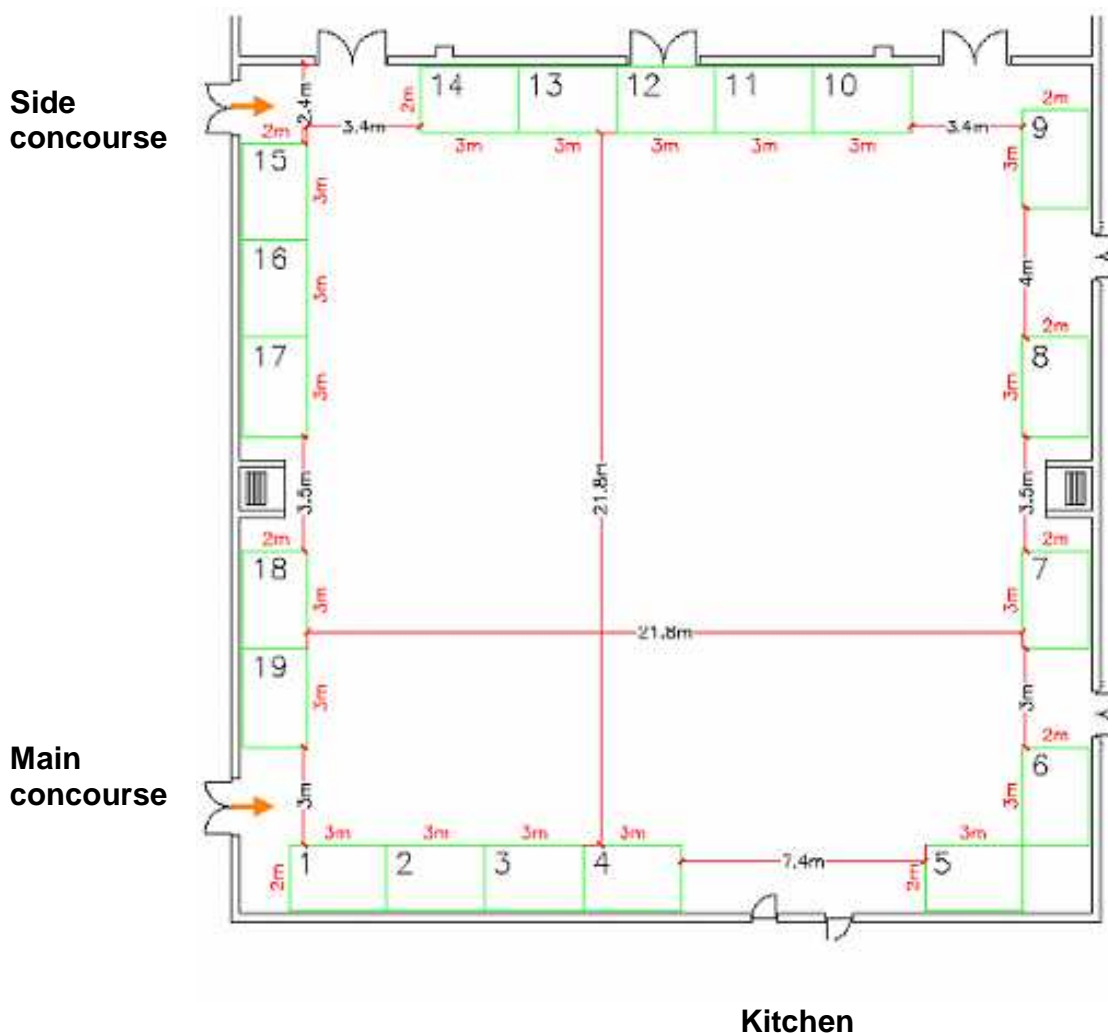 14 13 12 11 10
Side
concourse
2.4m
2m
3.4m
3.4m
2m
9
2m
3m 3m 3m 3m 3m
3m
15
3m
16
3m
4m
2m
17
3m
8
3m
21.8m
3.5m
3.5m
2m
2m
18
3m
7
3m
21.8m
19
3m
3m
2m
Main
concourse
6
3m
3m
3m 3m 3m 3m
3m
1 2 3 4
7.4m
5
2m
2m
Kitchen